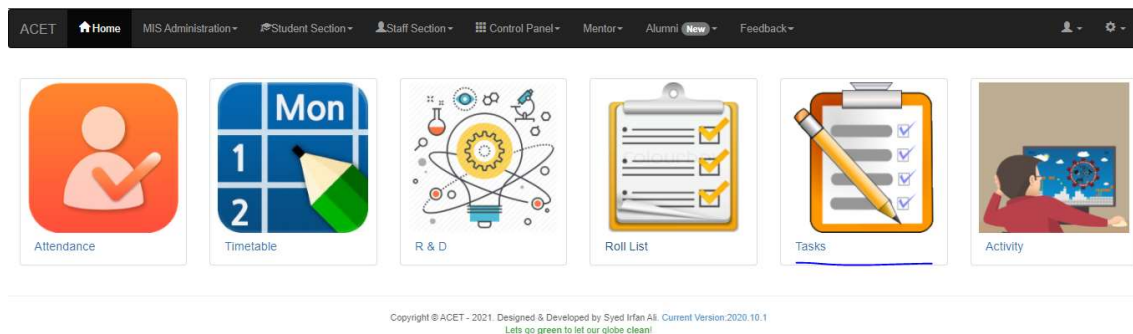 ACET Home MIS Administration Student Section Staff Section Control Panel Mentor Alumni New Feedback
Mon
1
2
Attendance Timetable R & D Roll List Tasks Activity
Copyright © ACET - 2021. Designed & Developed by Syed Irfan Ali. Current Version:2020.10.1
Lets go green to let our globe clean!